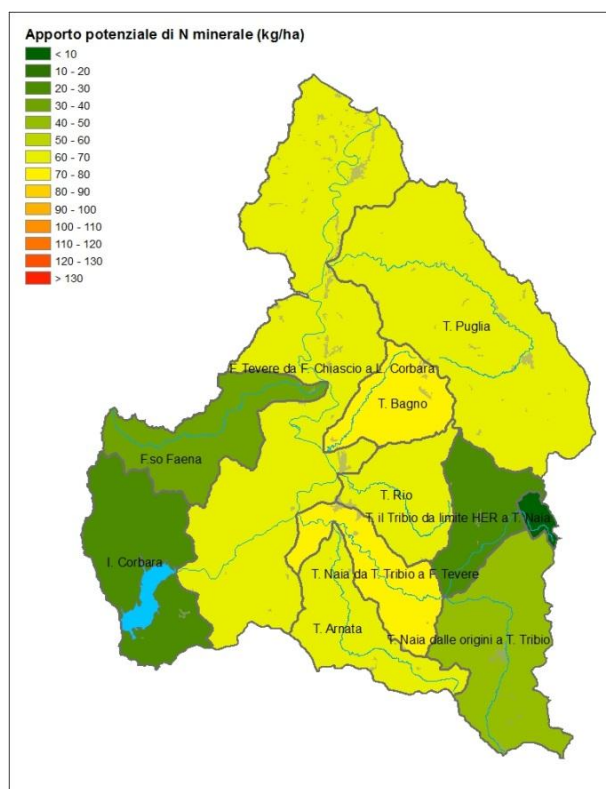 Apporto potenziale di N minerale (kg/ha)
< 10
10 - 20
20 - 30
30 - 40
40 - 50
50 - 60
60 - 70
70 - 80
80 - 90
90 - 100
100 - 110
110 - 120
120 - 130
> 130
T. Puglia
F. Tevere da F. Chiascio a L. Corbara
T. Bagno
F.so Faena
T. Rio
T. il Tribio da limite HER a T. Naia
I. Corbara
T. Naia da T. Tribio a F. Tevere
T. Arnata
T. Naia dalle origini a T. Tribio